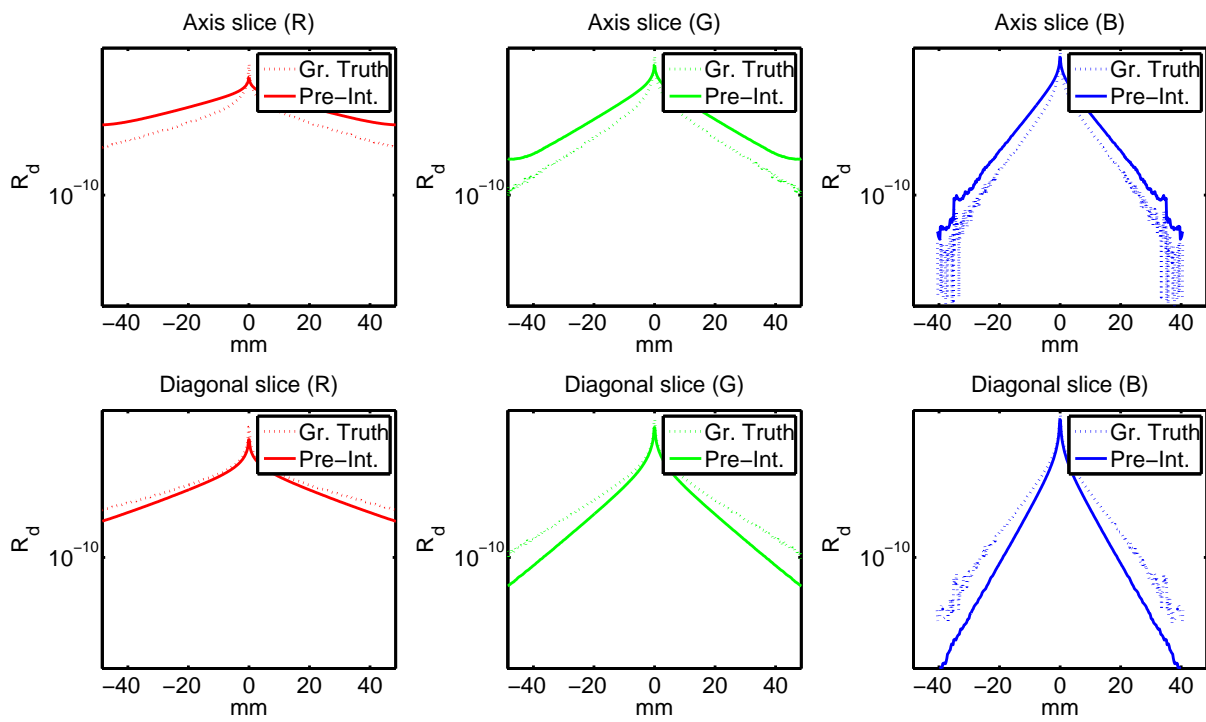 Axis slice (R)
Gr. Truth
Pre−Int.
R_d
−40 −20 0 20 40
mm
Axis slice (G)
Gr. Truth
Pre−Int.
R_d
10^−10
−40 −20 0 20 40
mm
Axis slice (B)
Gr. Truth
Pre−Int.
R_d
10^−10
−40 −20 0 20 40
mm
10^−10
Diagonal slice (R)
Gr. Truth
Pre−Int.
R_d
10^−10
−40 −20 0 20 40
mm
Diagonal slice (G)
Gr. Truth
Pre−Int.
R_d
10^−10
−40 −20 0 20 40
mm
Diagonal slice (B)
Gr. Truth
Pre−Int.
R_d
10^−10
−40 −20 0 20 40
mm